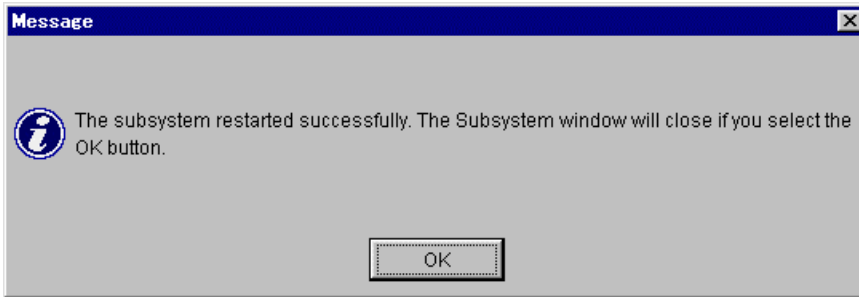 Message
The subsystem restarted successfully. The Subsystem window will close if you select the
OK button.
OK